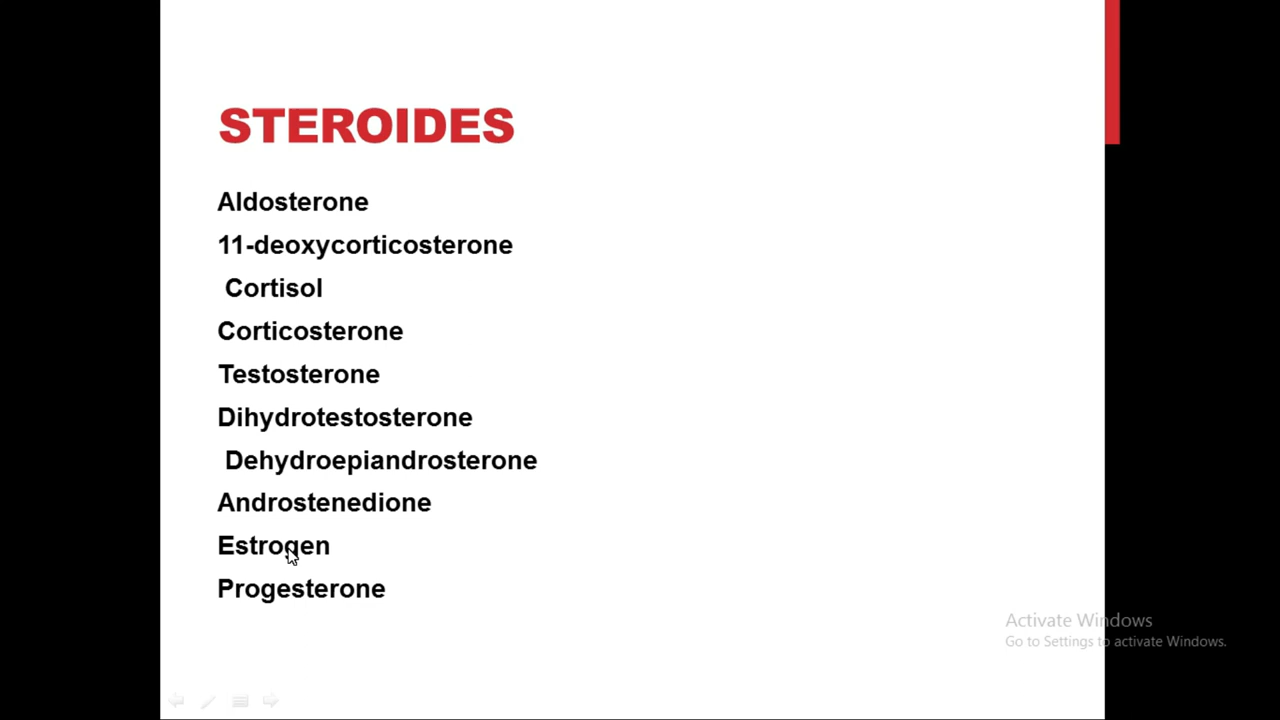 STEROIDES
Aldosterone
11-deoxycorticosterone
Cortisol
Corticosterone
Testosterone
Dihydrotestosterone
Dehydroepiandrosterone
Androstenedione
Estrogen
Progesterone
Activate Windows
Go to Settings to activate Windows.